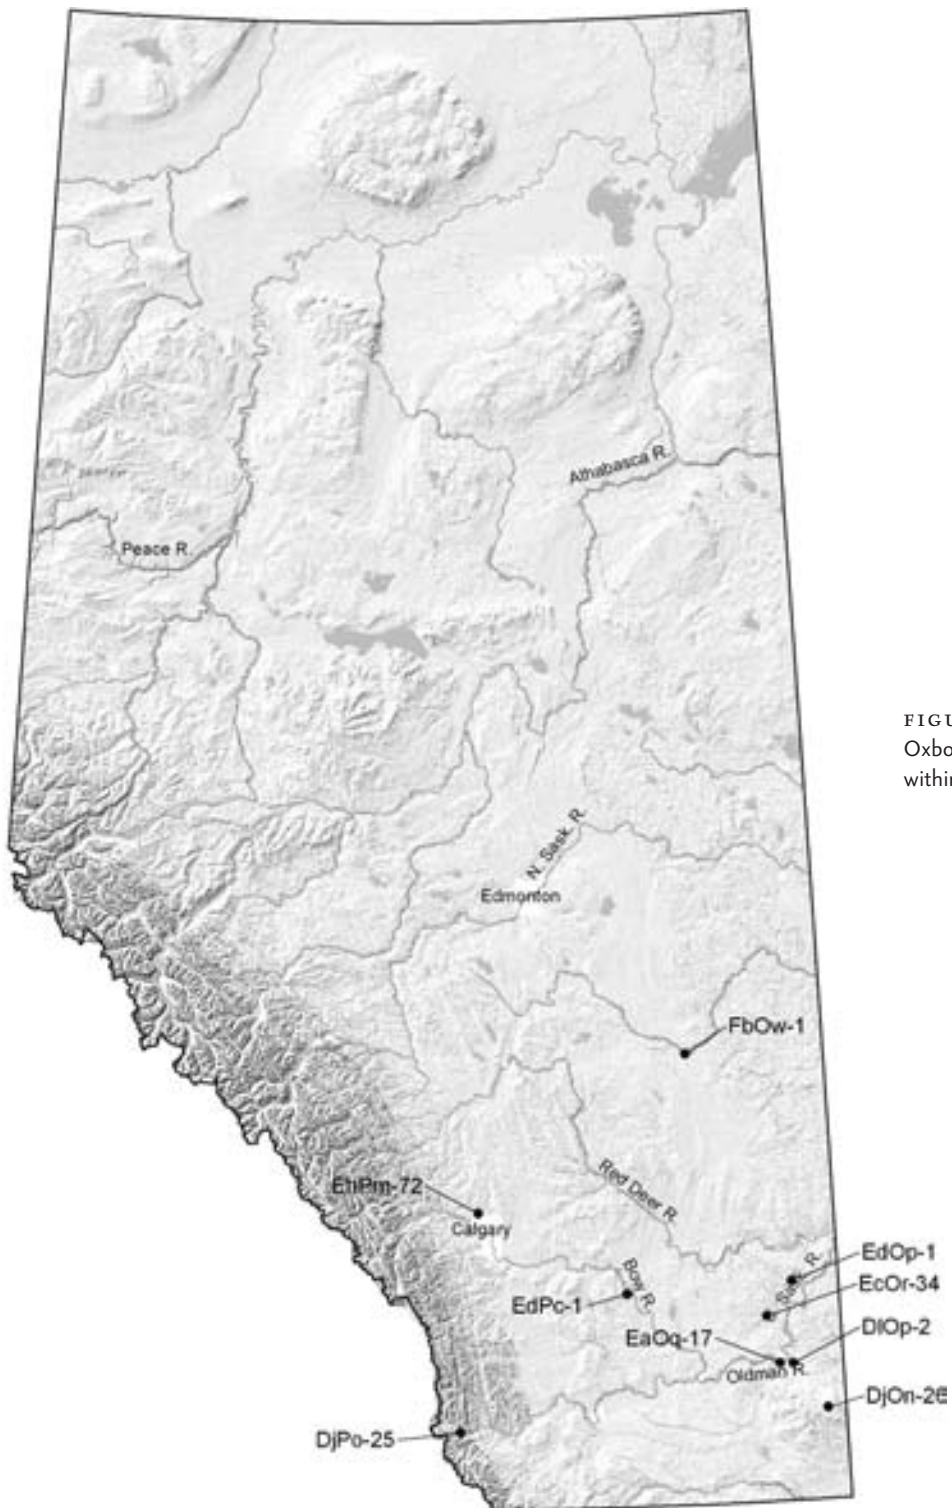 Athabasca R.
Peace R.
FIGU
Oxbo
within
N. Sask. R.
Edmonton
FbOw-1
EhPm-72
Calgary
Red Deer R.
EdOp-1
Bow R.
EcOr-34
EdPc-1
EaOq-17
DlOp-2
Oldman R.
DjOn-26
DjPo-25